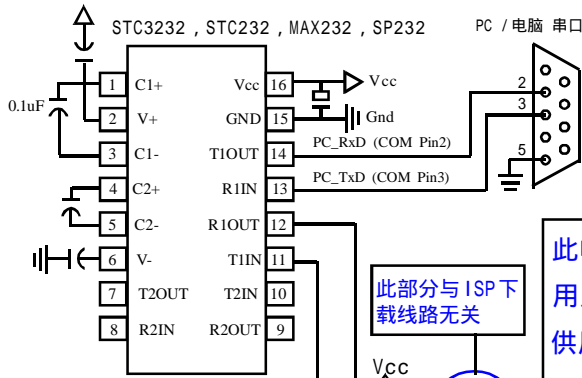 STC3232 , STC232 , MAX232 , SP232
PC / 电脑 串口
1 C1+ Vcc 16 Vcc
0.1uF
2 V+ GND 15 Gnd
3 C1- T1OUT 14 PC_RxD (COM Pin2) 2
4 C2+ R1IN 13 PC_TxD (COM Pin3) 3
5
5 C2- R1OUT 12
6 V- T1IN 11
7 T2OUT T2IN 10
8 R2IN R2OUT 9
此部分与ISP下
载线路无关
Vcc
此
用
供